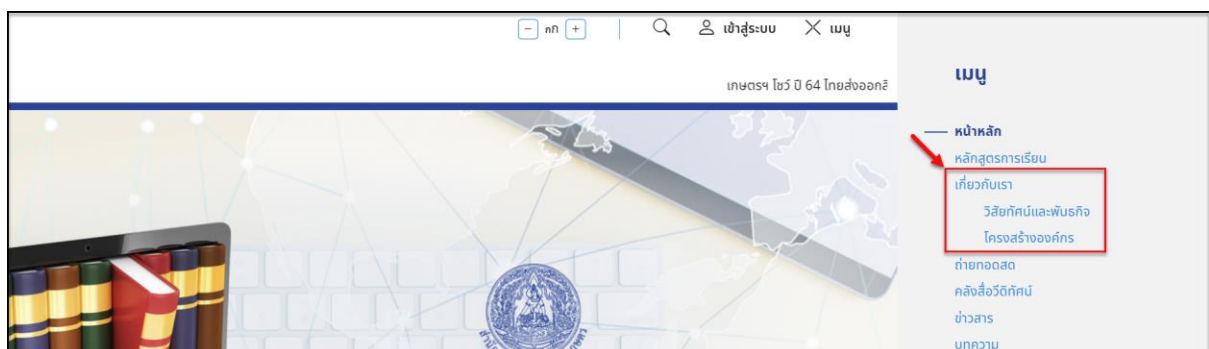 - กก + เข้าสู่ระบบ เมนู
เกษตรฯ โชว์ ปี 64 ไทยส่งออกสิ
เมนู
หน้าหลัก
หลักสูตรการเรียน
เกี่ยวกับเรา
วิสัยทัศน์และพันธกิจ
โครงสร้างองค์กร
ถ่ายทอดสด
คลังสื่อวีดิทัศน์
ข่าวสาร
บทความ